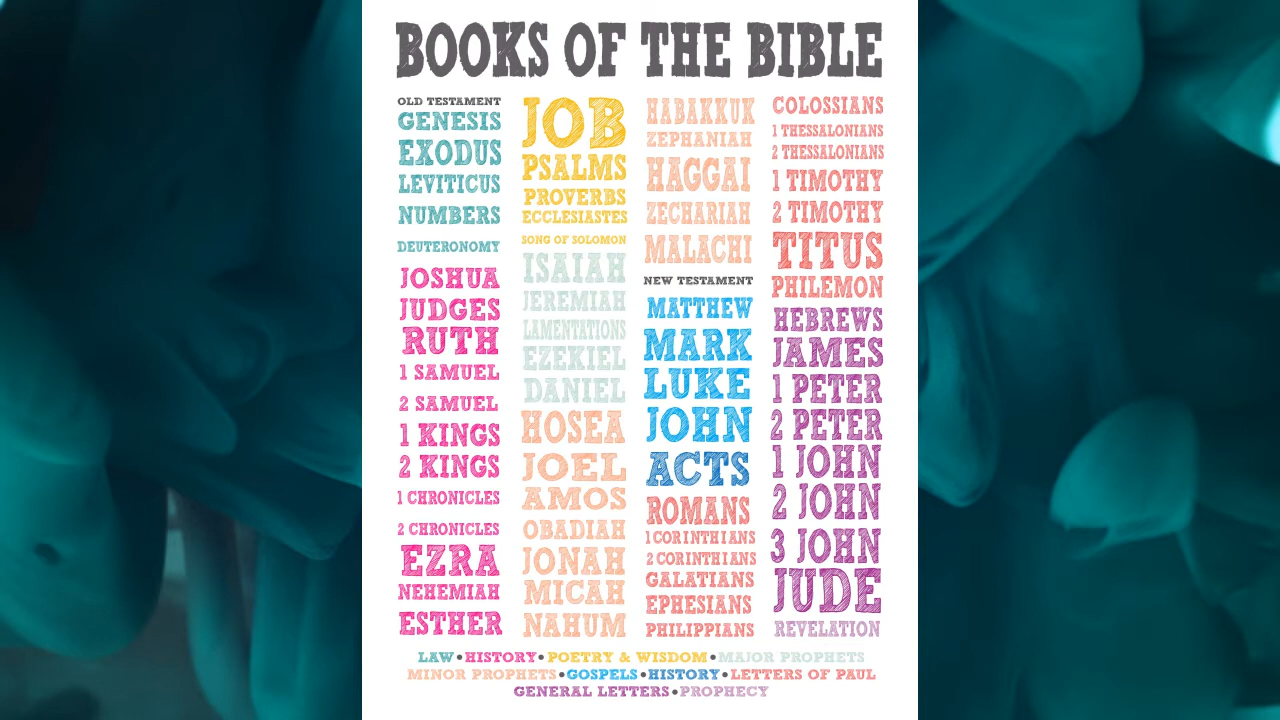 BOOKS OF THE BIBLE
OLD TESTAMENT
GENESIS
EXODUS
LEVITICUS
NUMBERS
DEUTERONOMY
JOSHUA
JUDGES
RUTH
1 SAMUEL
2 SAMUEL
1 KINGS
2 KINGS
1 CHRONICLES
2 CHRONICLES
EZRA
NEHEMIAH
ESTHER
JOB
PSALMS
PROVERBS
ECCLESIASTES
SONG OF SOLOMON
ISAIAH
JEREMIAH
LAMENTATIONS
EZEKIEL
DANIEL
HOSEA
JOEL
AMOS
OBADIAH
JONAH
MICAH
NAHUM
HABAKKUK
ZEPHANIAH
HAGGAI
ZECHARIAH
MALACHI
NEW TESTAMENT
MATTHEW
MARK
LUKE
JOHN
ACTS
ROMANS
1 CORINTHIANS
2 CORINTHIANS
GALATIANS
EPHESIANS
PHILIPPIANS
COLOSSIANS
1 THESSALONIANS
2 THESSALONIANS
1 TIMOTHY
2 TIMOTHY
TITUS
PHILEMON
HEBREWS
JAMES
1 PETER
2 PETER
1 JOHN
2 JOHN
3 JOHN
JUDE
REVELATION
LAW•HISTORY•POETRY & WISDOM•MAJOR PROPHETS
MINOR PROPHETS•GOSPELS•HISTORY•LETTERS OF PAUL
GENERAL LETTERS•PROPHECY